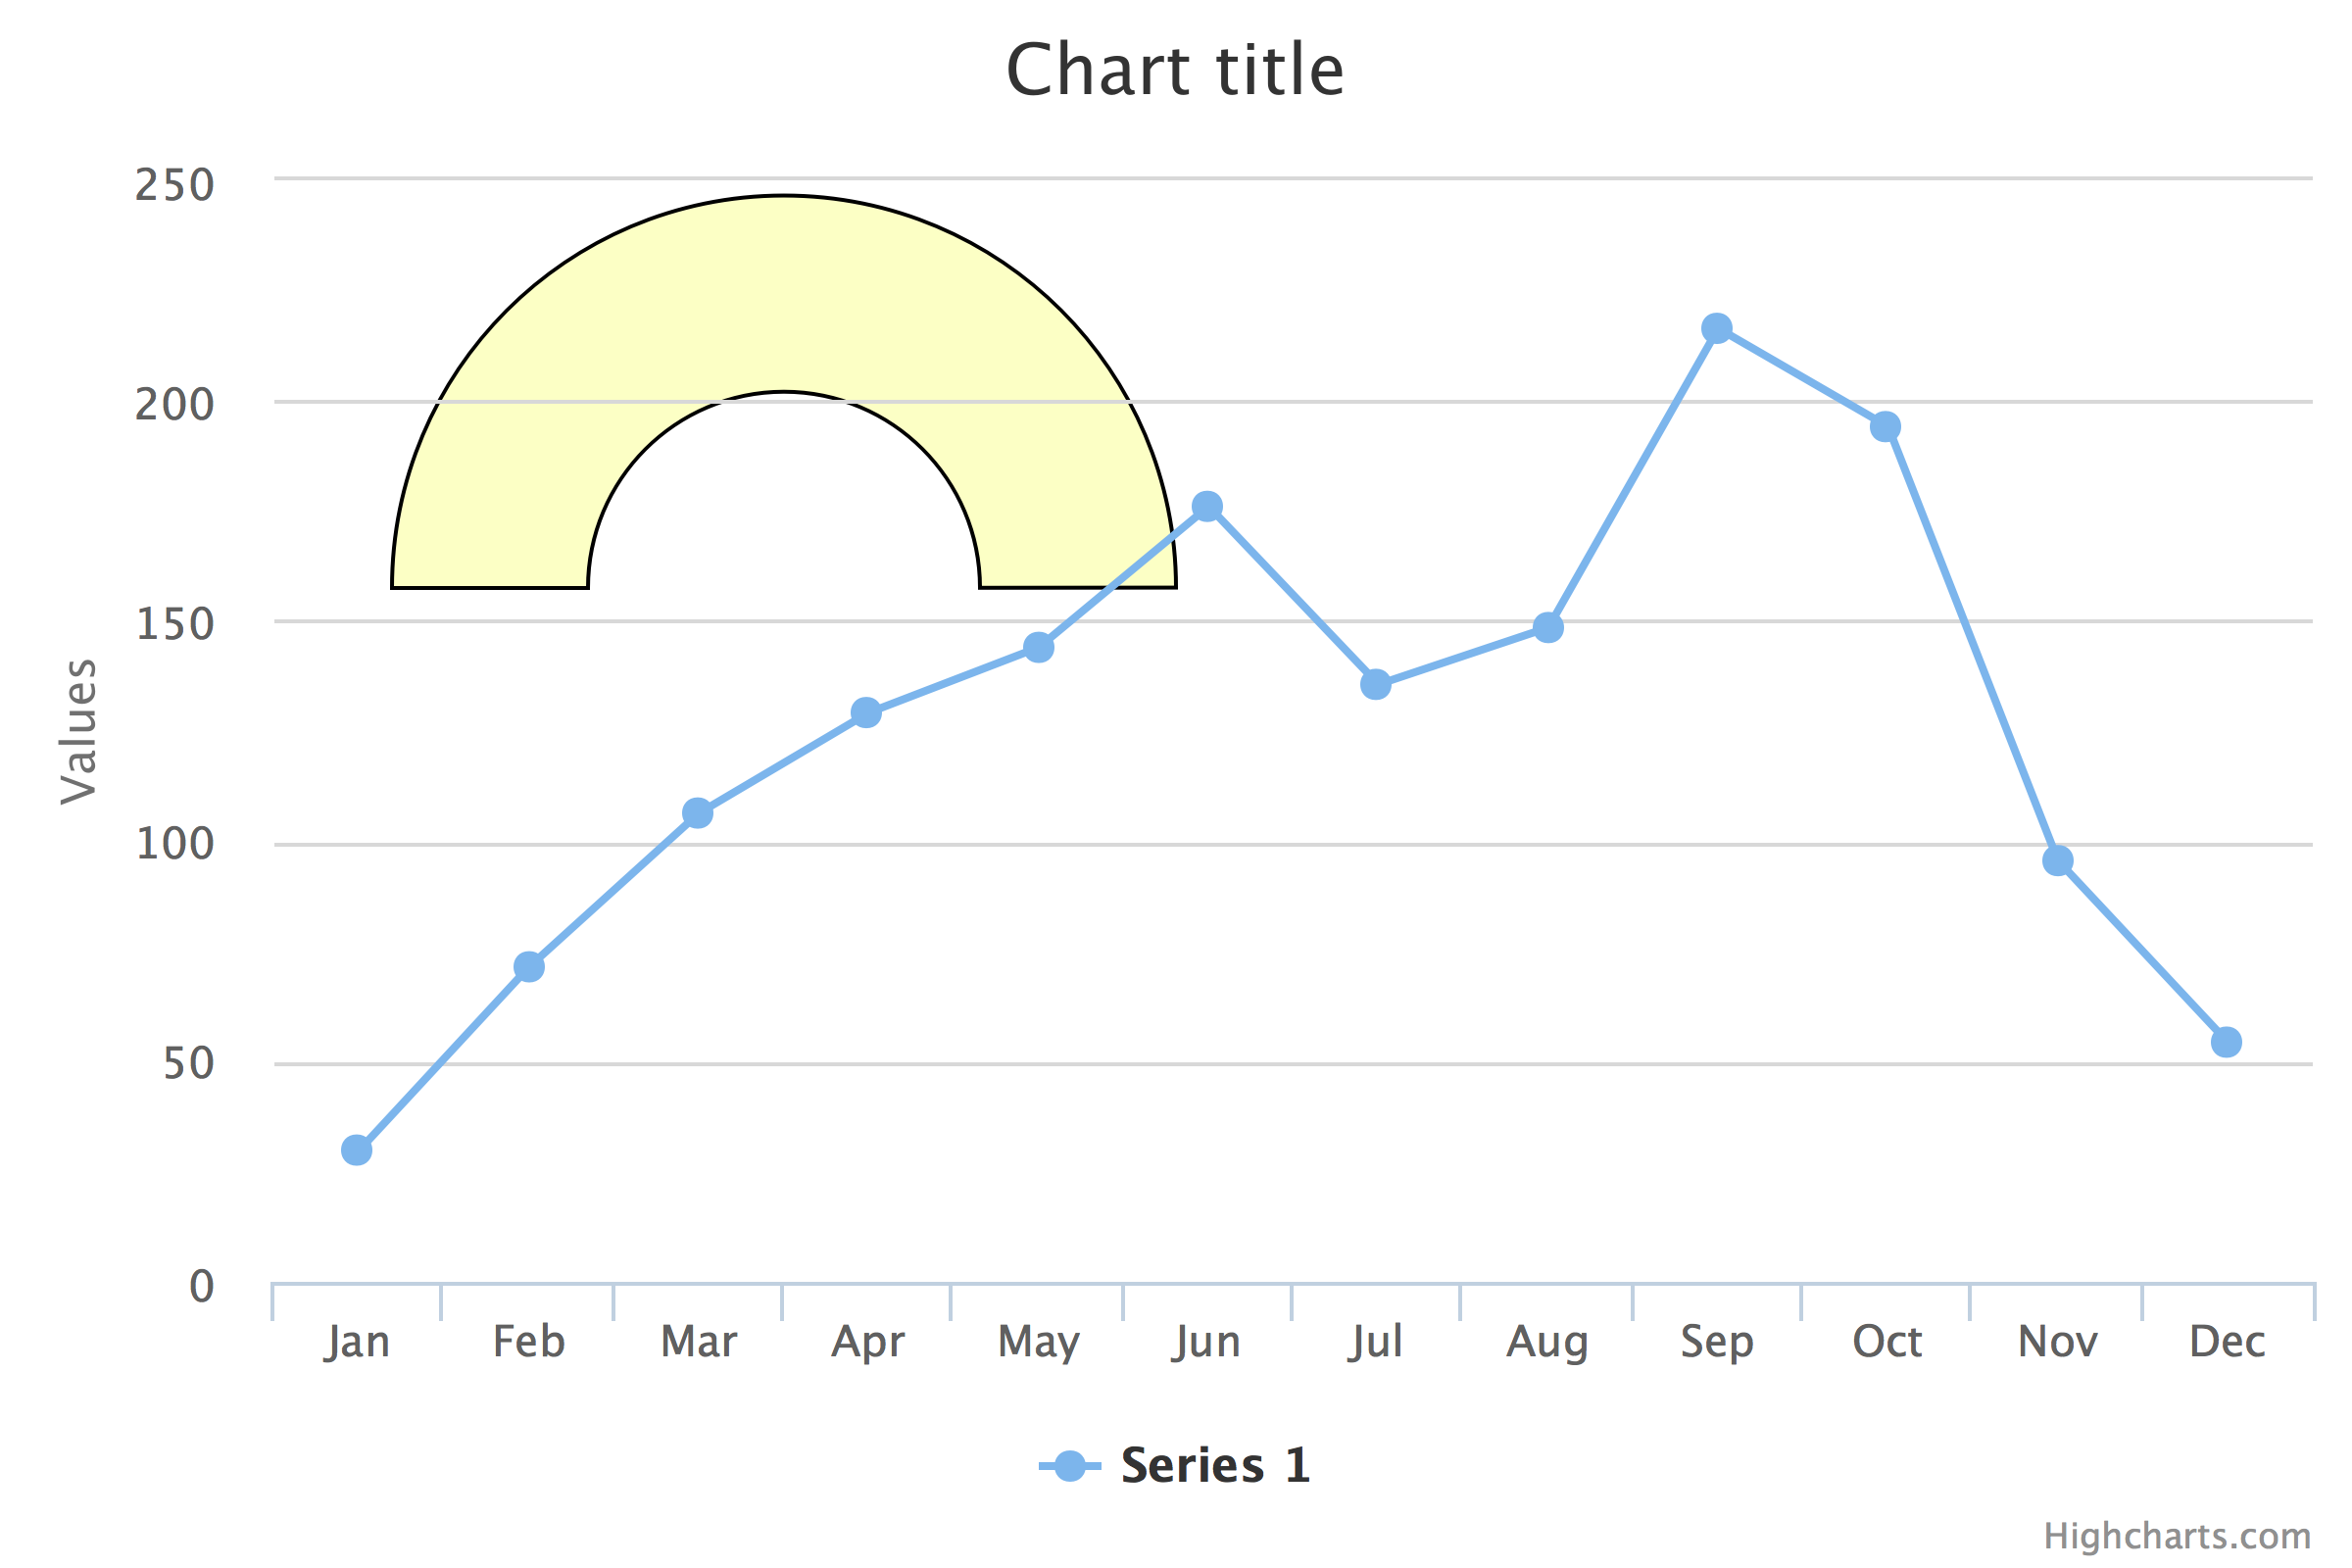 Chart title
250
200
150
100
50
0
Values
Jan Feb Mar Apr May Jun Jul Aug Sep Oct Nov Dec
Series 1
Highcharts.com